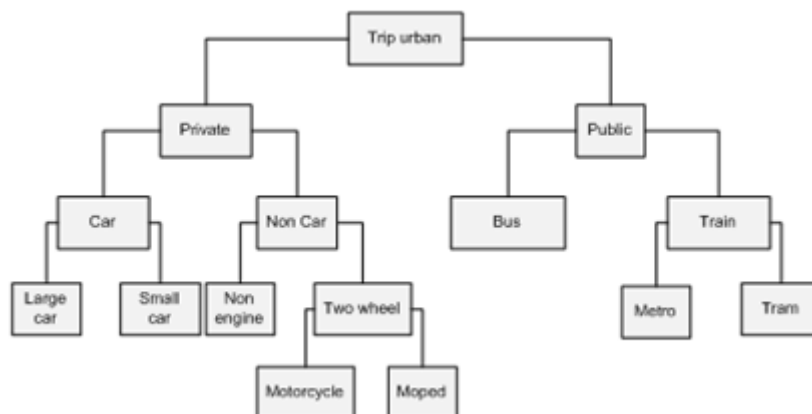 Trip urban
Private
Public
Car
Non Car
Bus
Train
Large
car
Small
car
Non
engine
Two wheel
Metro
Tram
Motorcycle
Moped